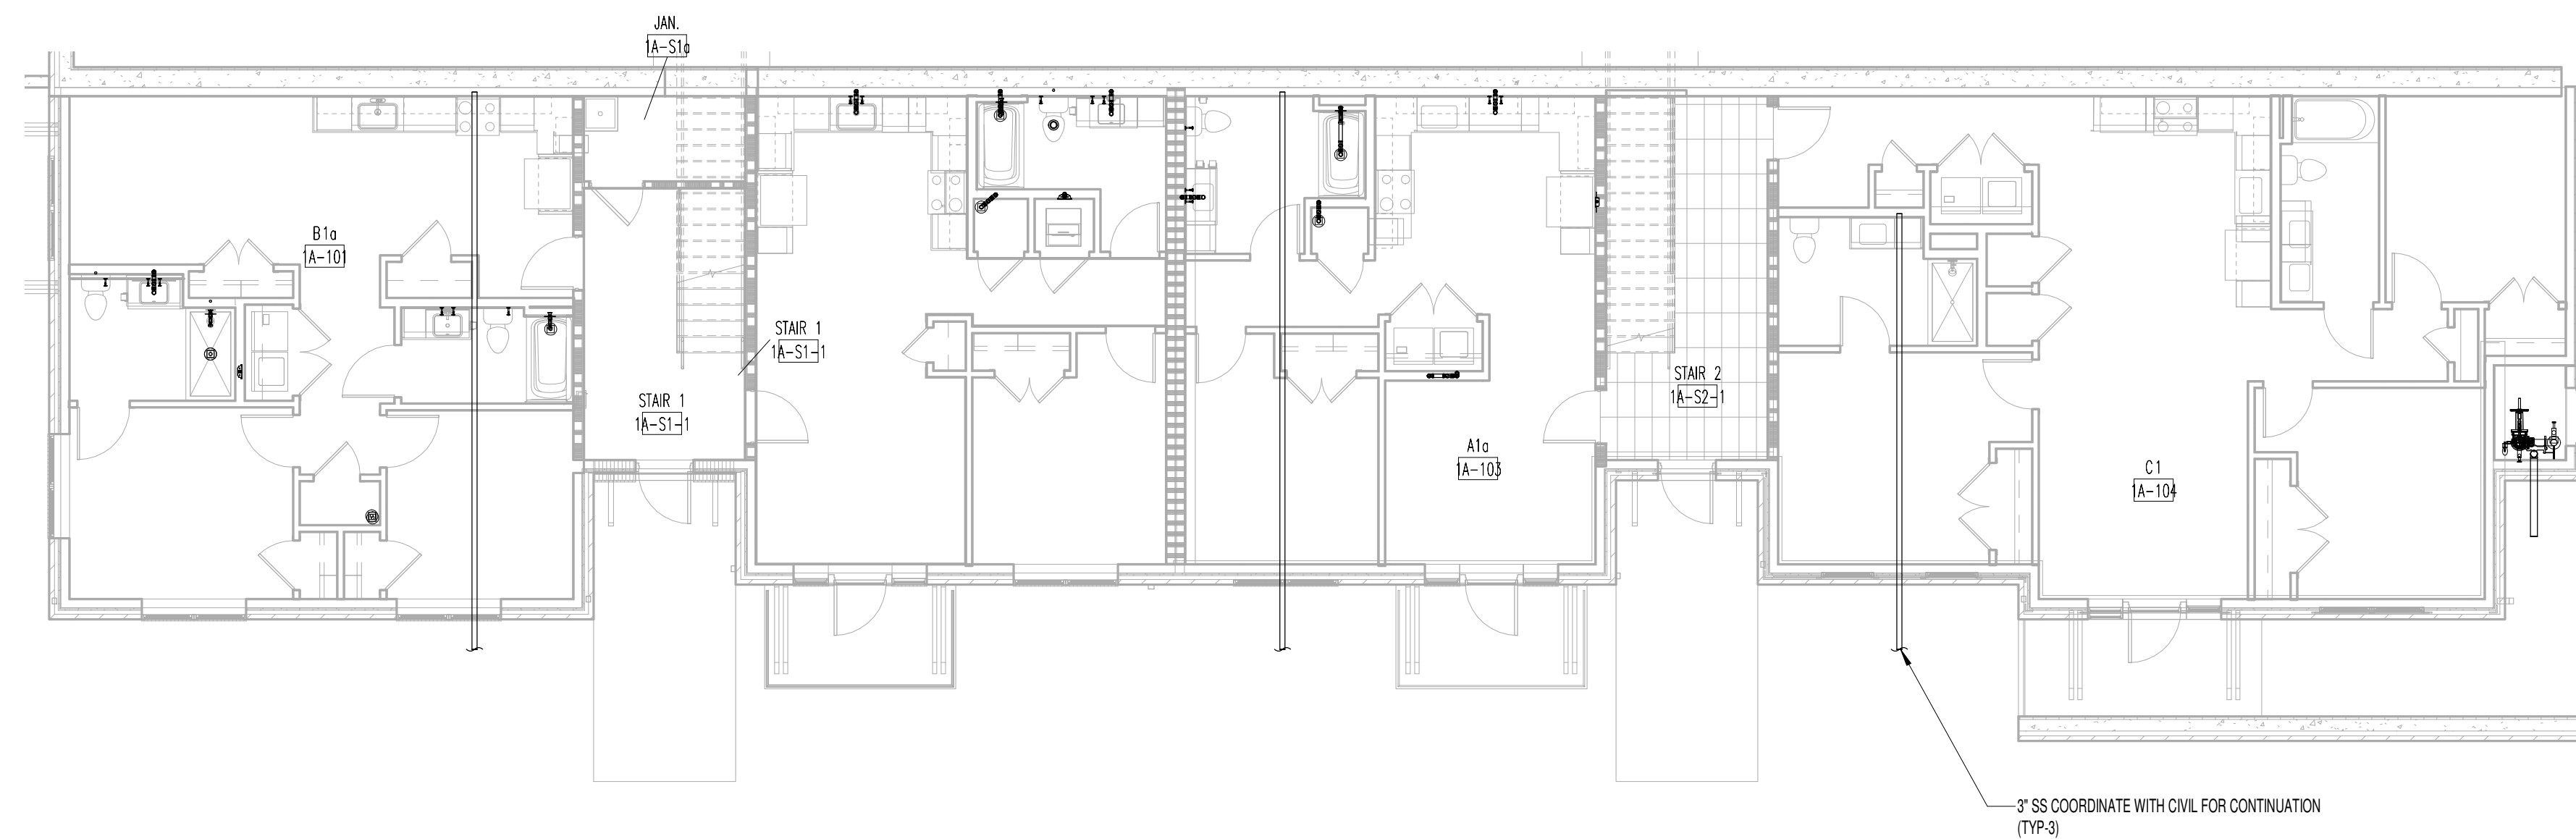 JAN.
1A-S1a
B1a
1A-101
STAIR 1
1A-S1-1
STAIR 1
1A-S1-1
STAIR 2
1A-S2-1
A1a
1A-103
C1
1A-104
3" SS COORDINATE WITH CIVIL FOR CONTINUATION
(TYP-3)